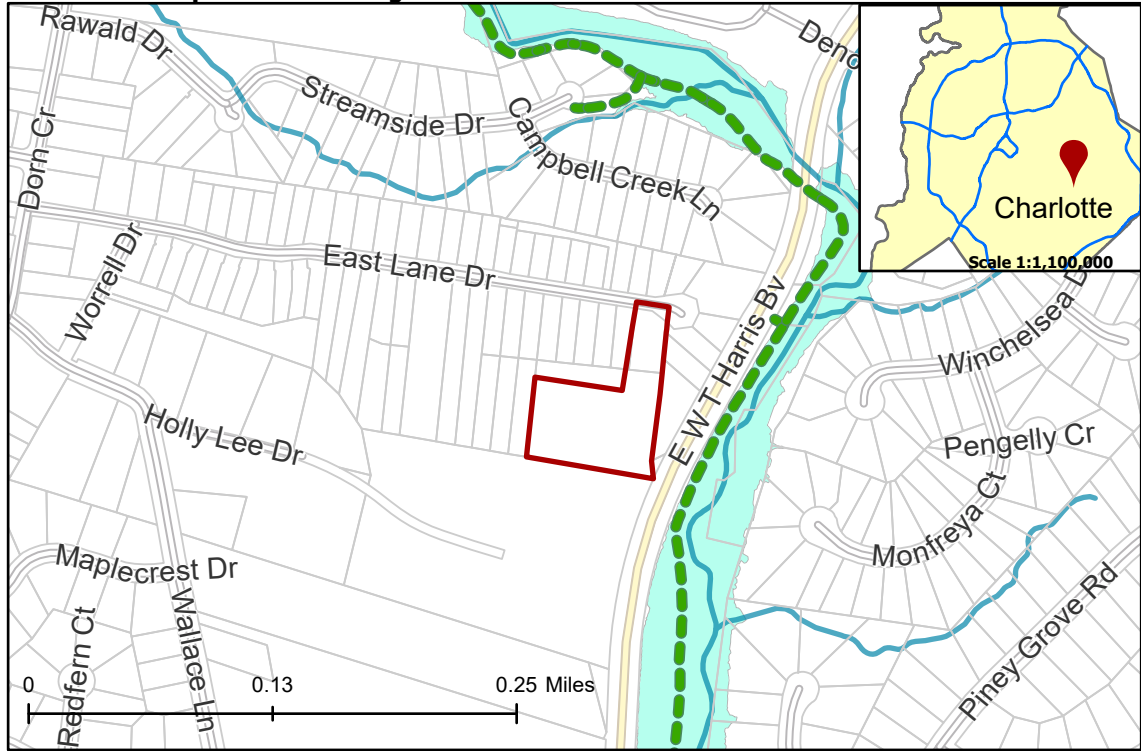 Rawald Dr
Deno
Streamside Dr
Campbell Creek Ln
Dorn Cr
Charlotte
Scale 1:1,100,000
Worrell Dr
East Lane Dr
E W T Harris Bv
Winchelsea D
Holly Lee Dr
Pengelly Cr
Monfreya Ct
Maplecrest Dr
Redfern Ct
Wallace Ln
Piney Grove Rd
0 0.13 0.25 Miles